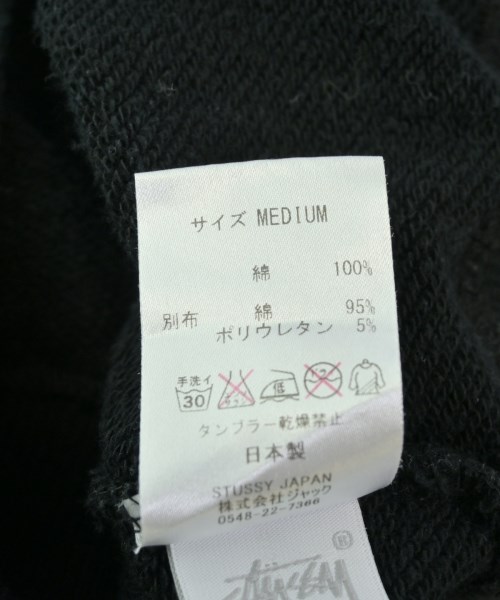 サイズ MEDIUM
綿 100%
別布 綿 95%
ポリウレタン 5%
手洗イ 30 低
タンブラー乾燥禁止
日本製
STUSSY JAPAN
株式会社ジャック
0548-22-7366
®
STUSSY